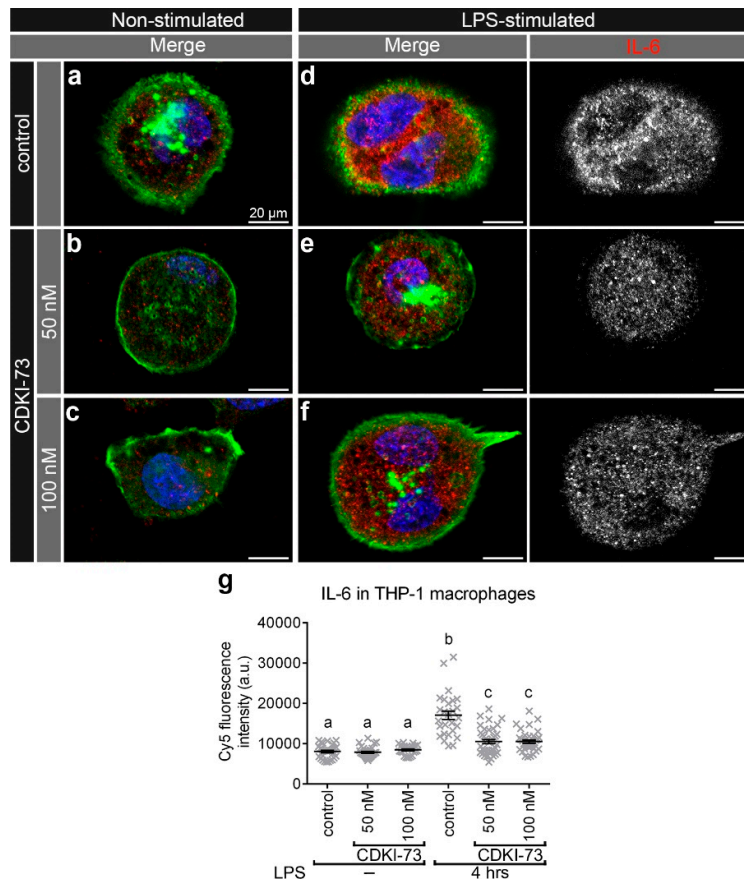 Non-stimulated
LPS-stimulated
Merge
Merge
IL-6
control
a
20 µm
d
CDKI-73
50 nM
b
e
100 nM
c
f
g
IL-6 in THP-1 macrophages
Cy5 fluorescence
intensity (a.u.)
40000
30000
20000
10000
0
a
a
a
b
c
c
control
50 nM
100 nM
control
50 nM
100 nM
CDKI-73
CDKI-73
LPS
–
4 hrs